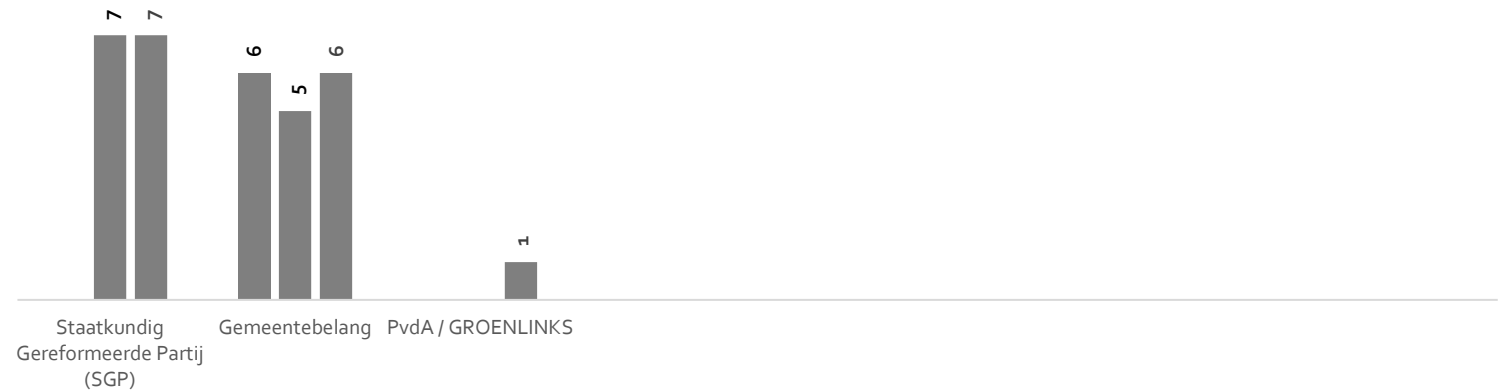 7
7
6
5
6
1
Staatkundig
Gereformeerde Partij
(SGP)
Gemeentebelang
PvdA / GROENLINKS